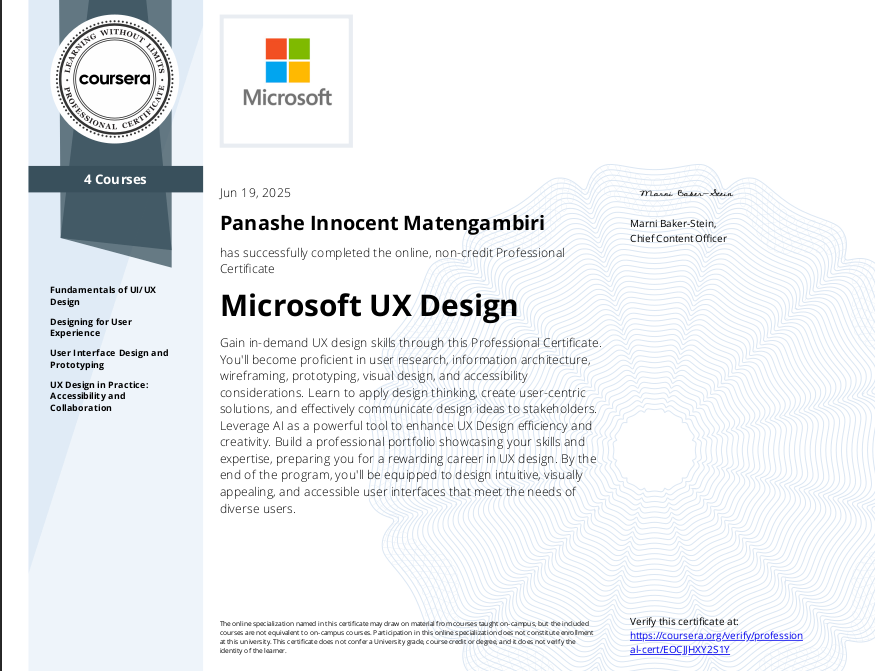 LEARNING WITHOUT LIMITS
coursera
PROFESSIONAL CERTIFICATE
4 Courses
Fundamentals of UI/UX
Design
Designing for User
Experience
User Interface Design and
Prototyping
UX Design in Practice:
Accessibility and
Collaboration
Microsoft
Jun 19, 2025
Panashe Innocent Matengambiri
has successfully completed the online, non-credit Professional
Certificate
Microsoft UX Design
Gain in-demand UX design skills through this Professional Certificate.
You'll become proficient in user research, information architecture,
wireframing, prototyping, visual design, and accessibility
considerations. Learn to apply design thinking, create user-centric
solutions, and effectively communicate design ideas to stakeholders.
Leverage AI as a powerful tool to enhance UX Design efficiency and
creativity. Build a professional portfolio showcasing your skills and
expertise, preparing you for a rewarding career in UX design. By the
end of the program, you'll be equipped to design intuitive, visually
appealing, and accessible user interfaces that meet the needs of
diverse users.
Marni Baker-Stein
Marni Baker-Stein,
Chief Content Officer
The online specialization named in this certificate may draw on material from courses taught on-campus, but the included
courses are not equivalent to on-campus courses. Participation in this online specialization does not constitute enrollment
at this university. This certificate does not confer a University grade, course credit or degree, and it does not verify the
identity of the learner.
Verify this certificate at:
https://coursera.org/verify/profession
al-cert/EOCJJHXY2S1Y